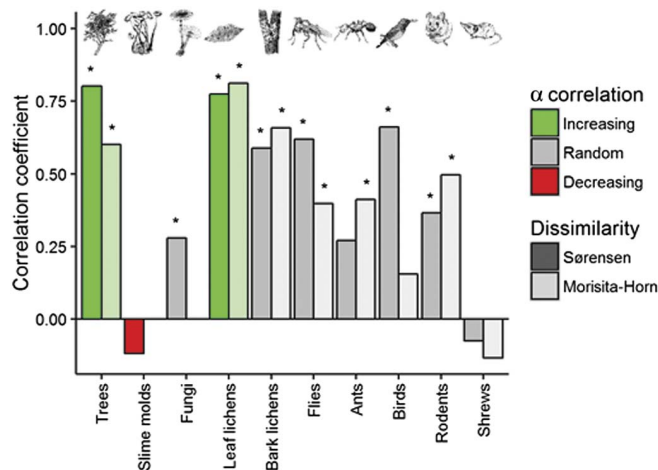 Correlation coefficient
1.00
0.75
0.50
0.25
0.00
*
*
*
*
*
*
*
*
*
*
*
*
*
Trees
Slime molds
Fungi
Leaf lichens
Bark lichens
Flies
Ants
Birds
Rodents
Shrews
α correlation
Increasing
Random
Decreasing
Dissimilarity
Sørensen
Morisita-Horn